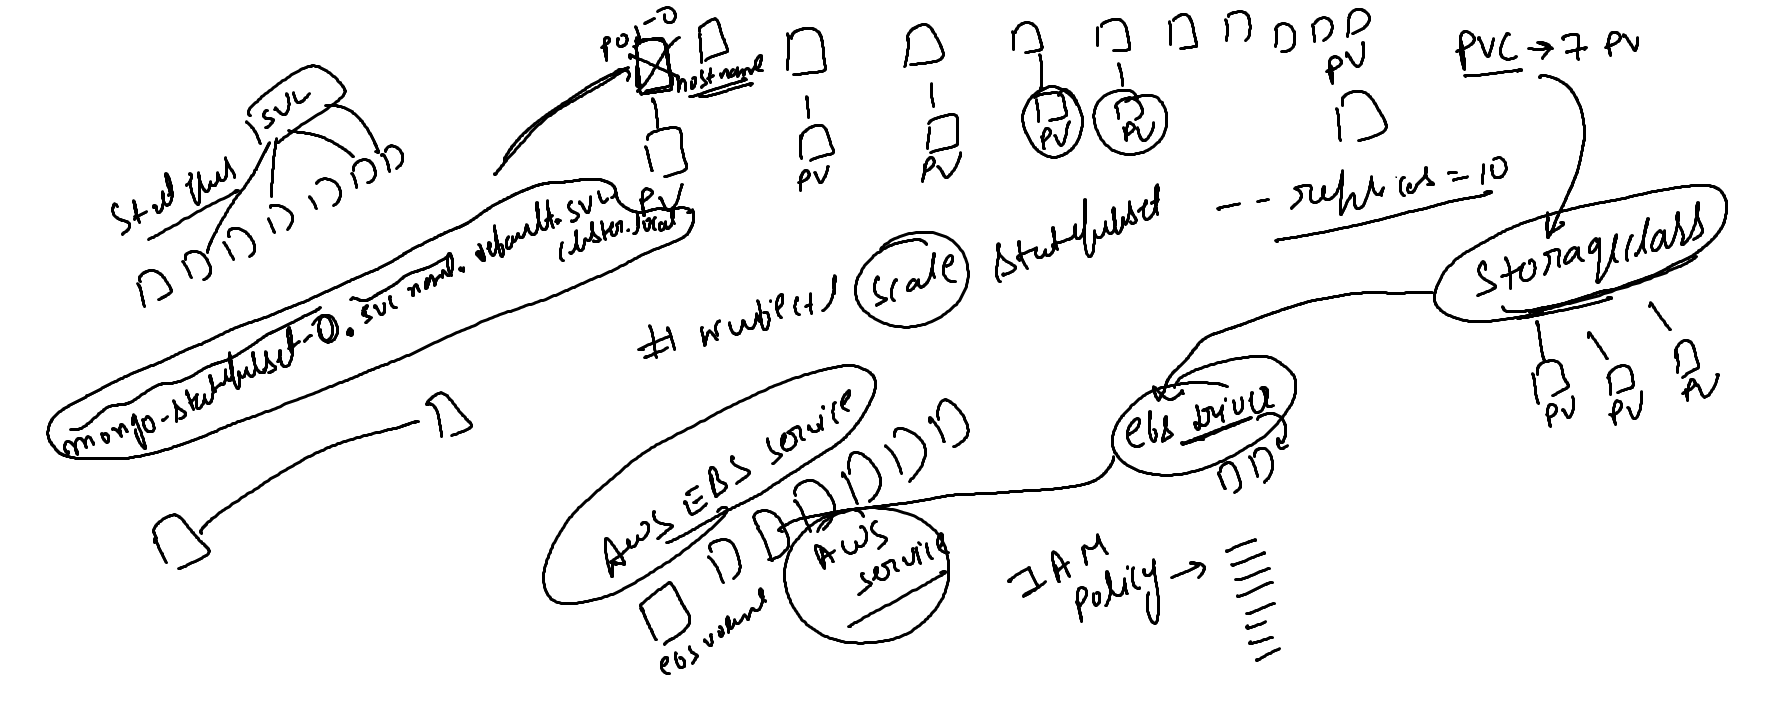 pod-0
hostname
PV
PVC → 7 PV
SVC
PV
PV
PV
PV
PV
-- replicas = 10
# kubectl scale statefulset
storageclass
mongo-statefulset-0. svc name. default. svc.
cluster.local
PV
PV
PV
ebs driver
AWS EBS service
AWS
service
IAM
Policy →
ebs volume